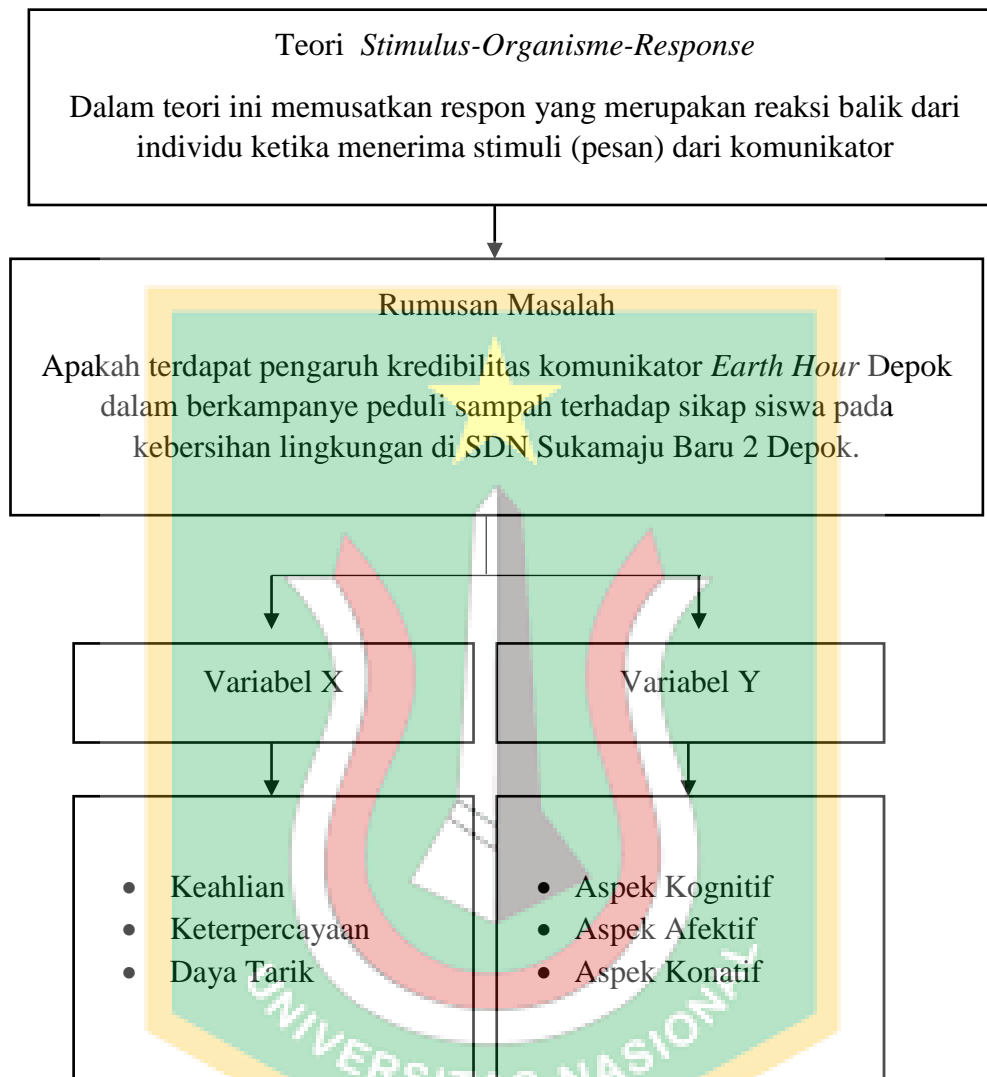 Teori Stimulus-Organisme-Response
Dalam teori ini memusatkan respon yang merupakan reaksi balik dari
individu ketika menerima stimuli (pesan) dari komunikator
Rumusan Masalah
Apakah terdapat pengaruh kredibilitas komunikator Earth Hour Depok
dalam berkampanye peduli sampah terhadap sikap siswa pada
kebersihan lingkungan di SDN Sukamaju Baru 2 Depok.
Variabel X
Variabel Y
• Keahlian
• Keterpercayaan
• Daya Tarik
• Aspek Kognitif
• Aspek Afektif
• Aspek Konatif
UNIVERSITAS NASIONAL